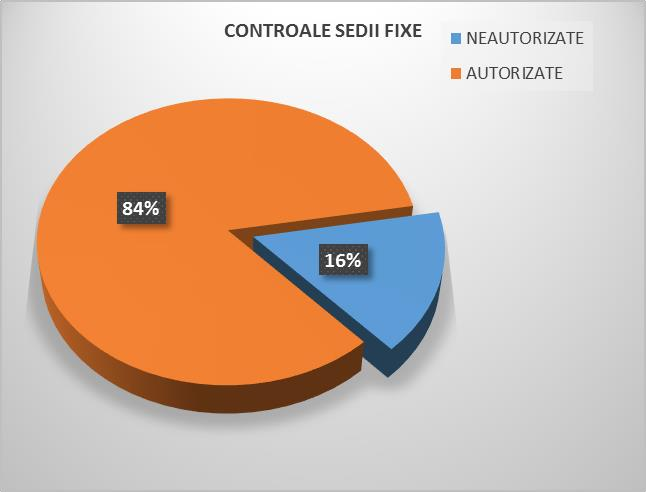 CONTROALE SEDII FIXE
NEAUTORIZATE
AUTORIZATE
84%
16%